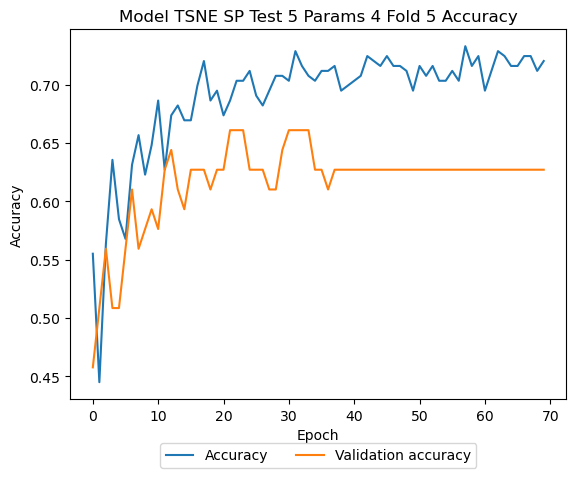 Model TSNE SP Test 5 Params 4 Fold 5 Accuracy
Accuracy
0.70
0.65
0.60
0.55
0.50
0.45
0 10 20 30 40 50 60 70
Epoch
Accuracy Validation accuracy